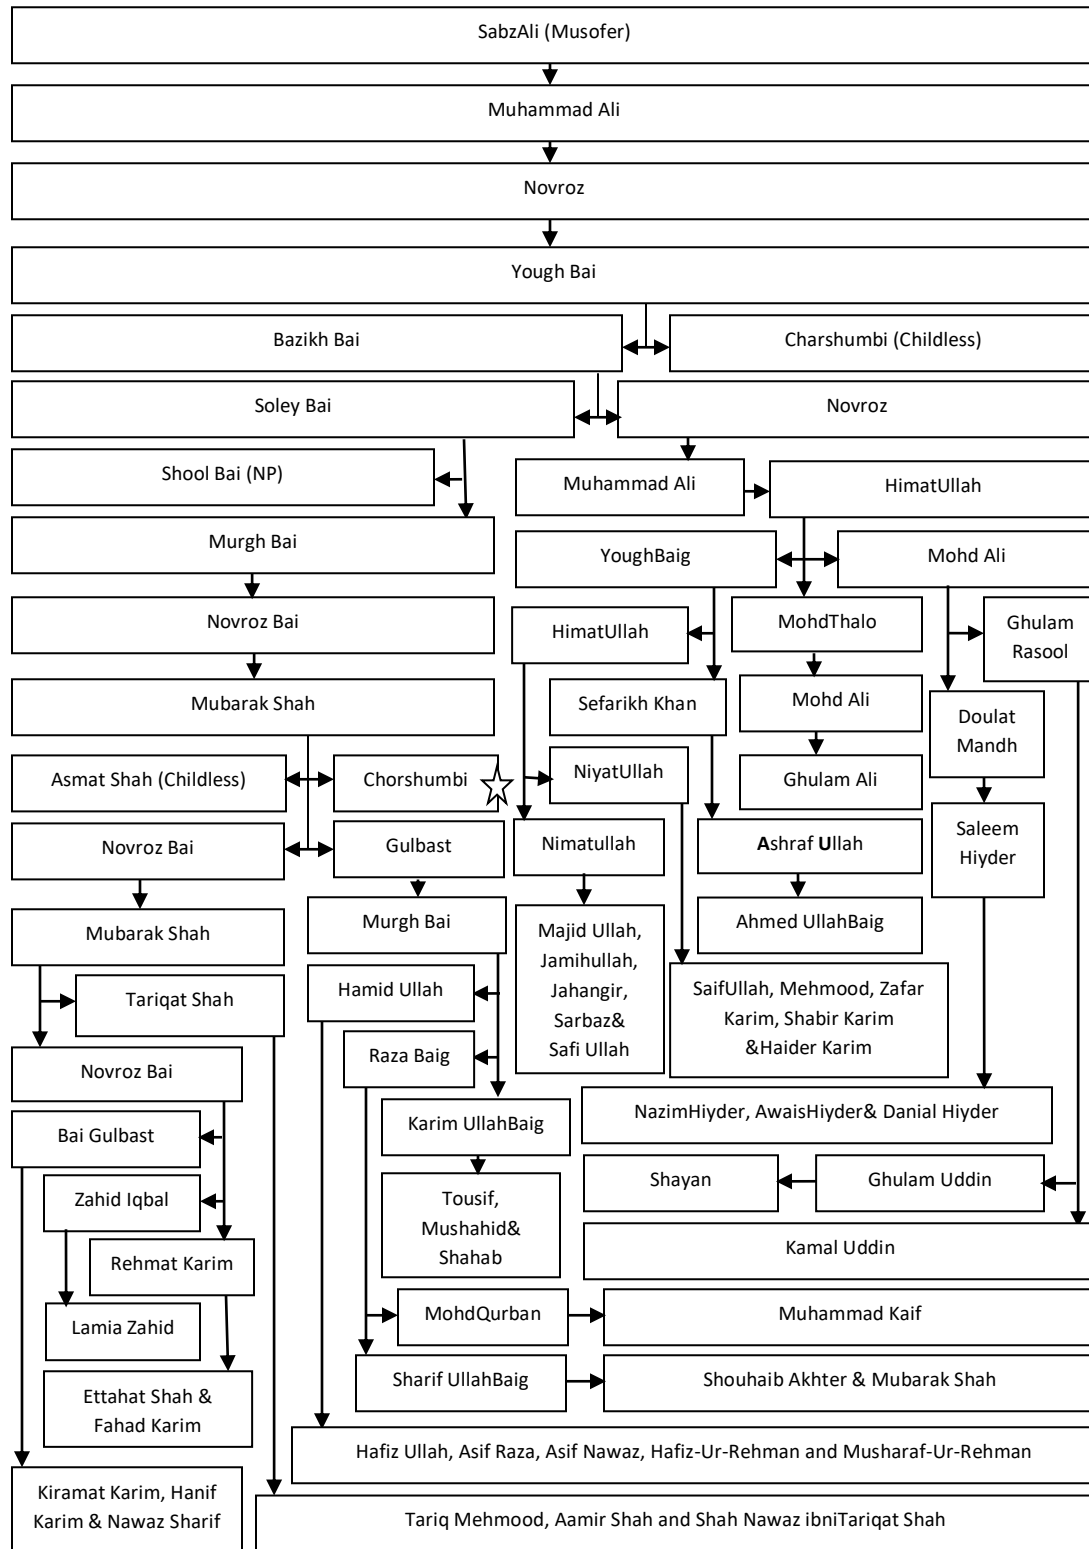 SabzAli (Musofer)
Muhammad Ali
Novroz
Yough Bai
Bazikh Bai
Charshumbi (Childless)
Soley Bai
Novroz
Shool Bai (NP)
Muhammad Ali
HimatUllah
Murgh Bai
YoughBaig
Mohd Ali
Novroz Bai
HimatUllah
MohdThalo
Ghulam
Rasool
Mubarak Shah
Sefarikh Khan
Mohd Ali
Doulat
Mandh
Asmat Shah (Childless)
Chorshumbi
NiyatUllah
Ghulam Ali
Novroz Bai
Gulbast
Nimatullah
Ashraf Ullah
Saleem
Hiyder
Mubarak Shah
Murgh Bai
Majid Ullah,
Jamihullah,
Jahangir,
Sarbaz&
Safi Ullah
Ahmed UllahBaig
Tariqat Shah
Hamid Ullah
SaifUllah, Mehmood, Zafar
Karim, Shabir Karim
&Haider Karim
Novroz Bai
Raza Baig
Bai Gulbast
Karim UllahBaig
NazimHiyder, AwaisHiyder& Danial Hiyder
Zahid Iqbal
Tousif,
Mushahid&
Shahab
Shayan
Ghulam Uddin
Rehmat Karim
Kamal Uddin
Lamia Zahid
MohdQurban
Muhammad Kaif
Ettahat Shah &
Fahad Karim
Sharif UllahBaig
Shouhaib Akhter & Mubarak Shah
Hafiz Ullah, Asif Raza, Asif Nawaz, Hafiz-Ur-Rehman and Musharaf-Ur-Rehman
Kiramat Karim, Hanif
Karim & Nawaz Sharif
Tariq Mehmood, Aamir Shah and Shah Nawaz ibniTariqat Shah